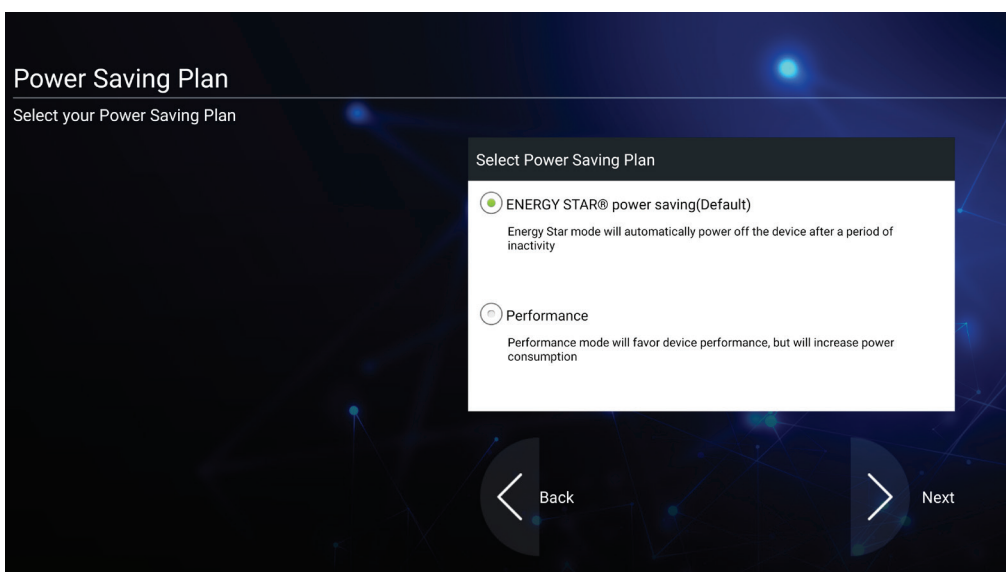 Power Saving Plan
Select your Power Saving Plan
Select Power Saving Plan
ENERGY STAR® power saving(Default)
Energy Star mode will automatically power off the device after a period of
inactivity
Performance
Performance mode will favor device performance, but will increase power
consumption
Back
Next